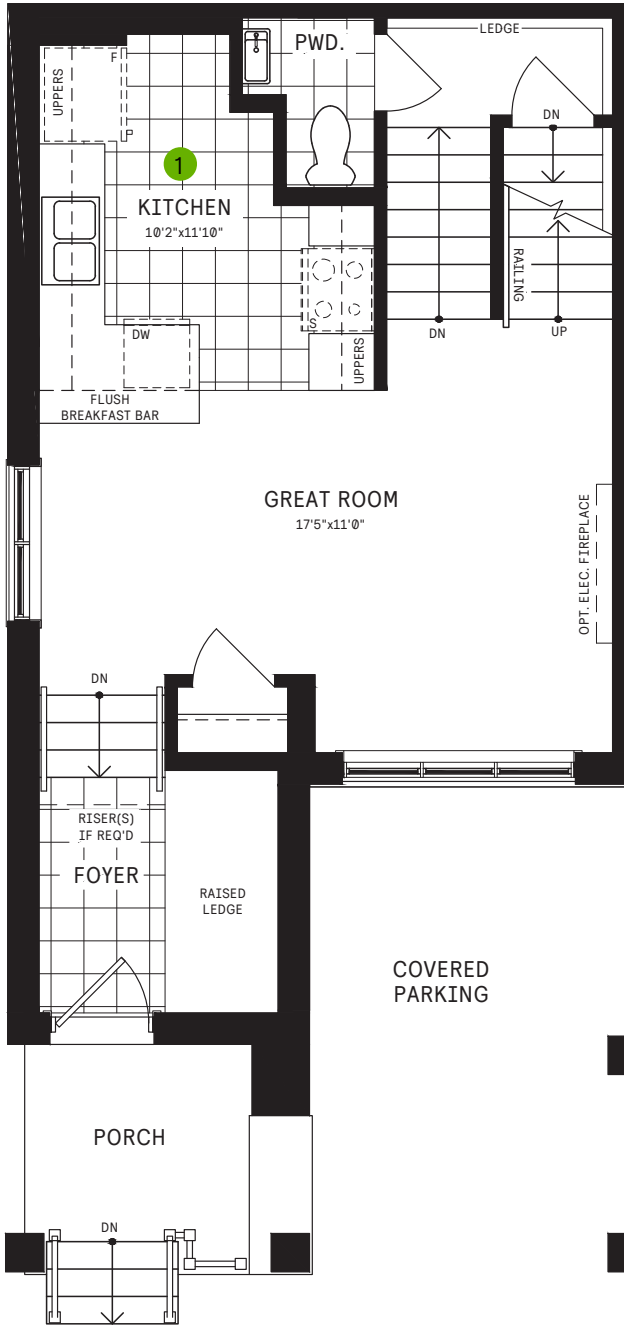 LEDGE
PWD.
F
UPPERS
P
DN
1
KITCHEN
10'2"x11'10"
RAILING
S
DW
DN
UP
UPPERS
FLUSH
BREAKFAST BAR
GREAT ROOM
17'5"x11'0"
OPT. ELEC. FIREPLACE
DN
RISER(S)
IF REQ'D
FOYER
RAISED
LEDGE
COVERED
PARKING
PORCH
DN